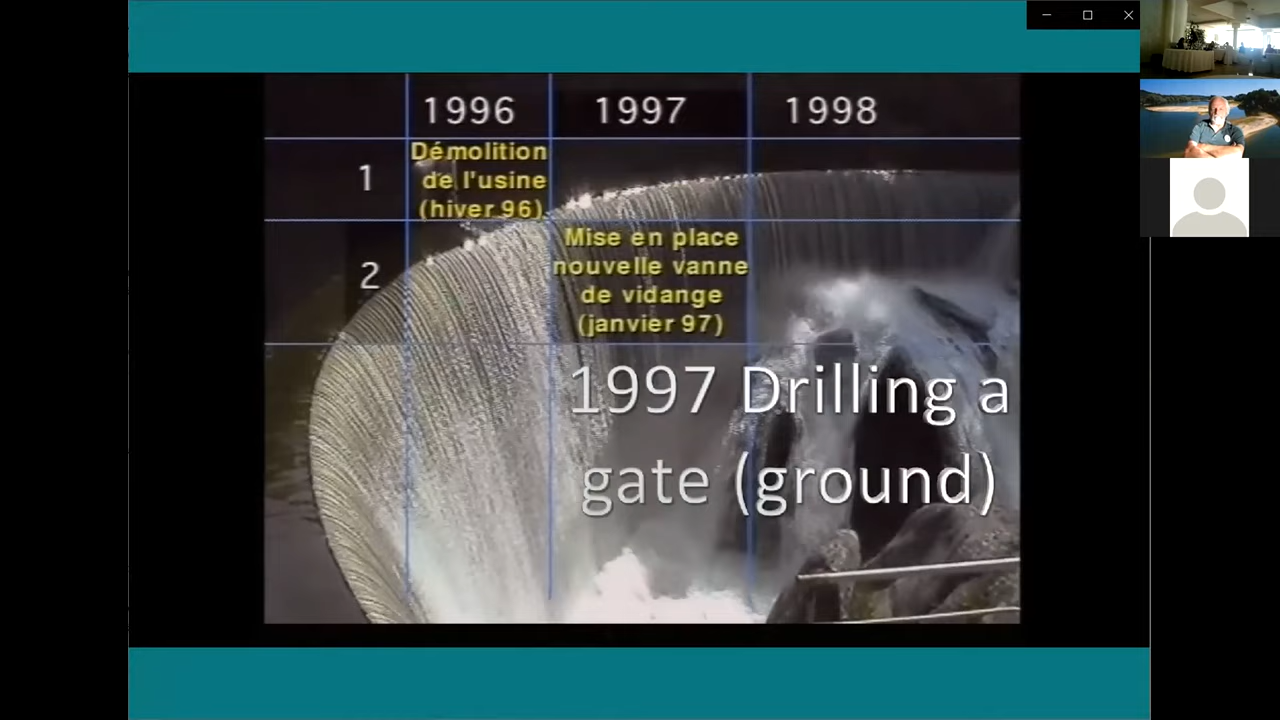 1996 1997 1998
1
Démolition
de l'usine
(hiver 96)
2
Mise en place
nouvelle vanne
de vidange
(janvier 97)
1997 Drilling a
gate (ground)